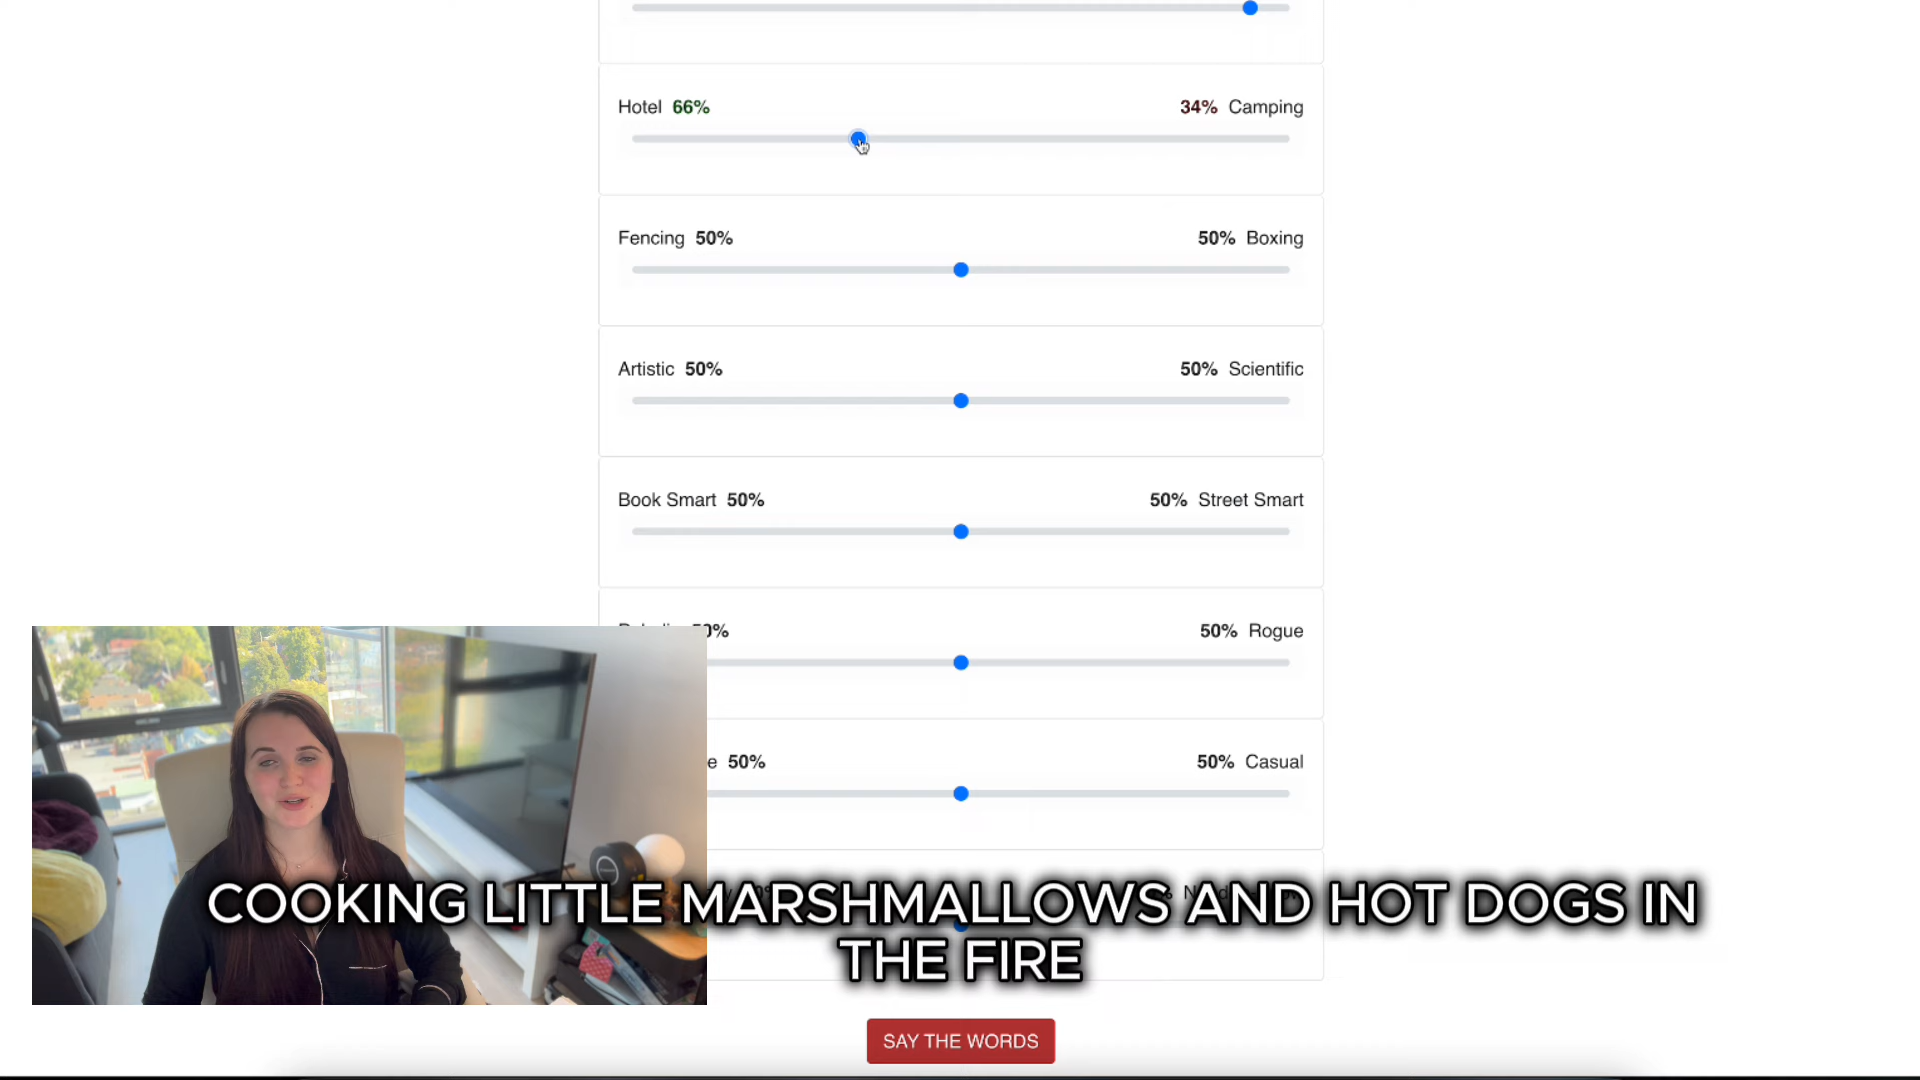 Hotel 66% 34% Camping
Fencing 50% 50% Boxing
Artistic 50% 50% Scientific
Book Smart 50% 50% Street Smart
50% Rogue
50% 50% Casual
COOKING LITTLE MARSHMALLOWS AND HOT DOGS IN
THE FIRE
SAY THE WORDS